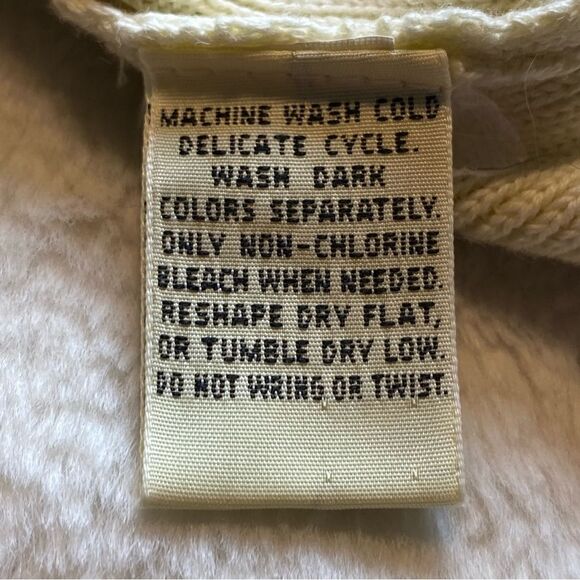 MACHINE WASH COLD
DELICATE CYCLE.
WASH DARK
COLORS SEPARATELY.
ONLY NON-CHLORINE
BLEACH WHEN NEEDED.
RESHAPE DRY FLAT,
OR TUMBLE DRY LOW.
DO NOT WRING OR TWIST.